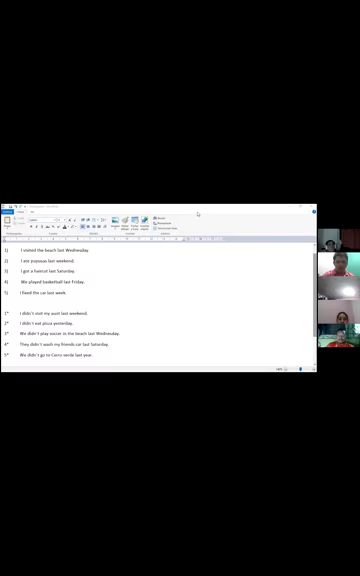 1) I visited the beach last Wednesday.
2) I ate pupusas last weekend.
3) I got a haircut last Saturday.
4) We played basketball last Friday.
5) I fixed the car last week.
1* I didn't visit my aunt last weekend.
2* I didn't eat pizza yesterday.
3* We didn't play soccer in the beach last Wednesday.
4* They didn't wash my friends car last Saturday.
5* We didn't go to Cerro verde last year.